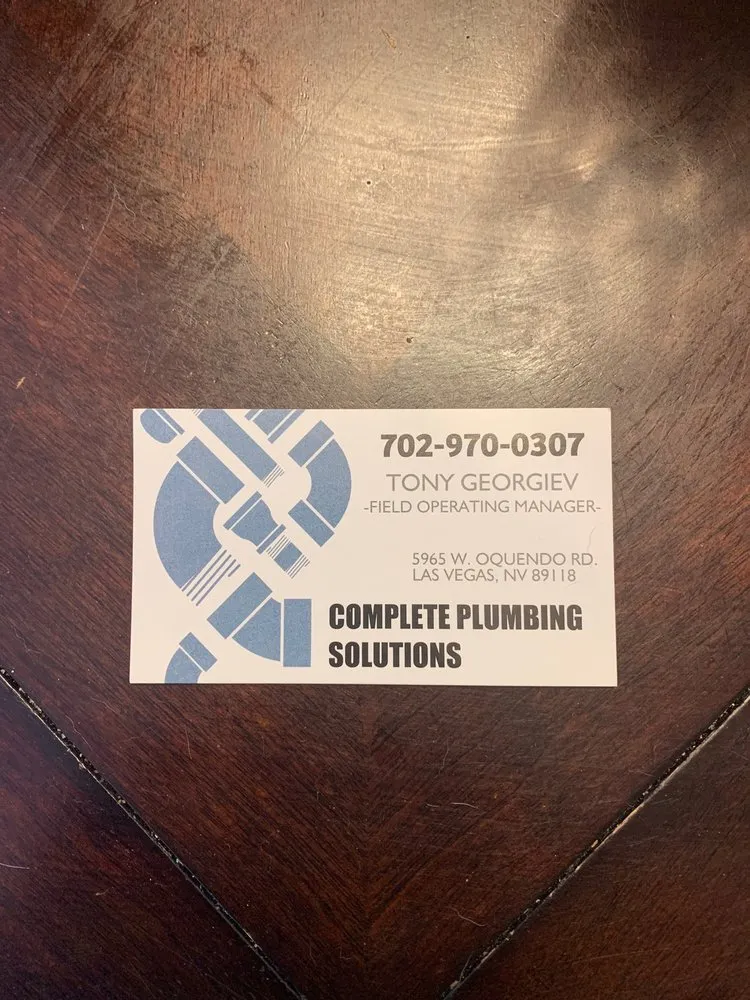 702-970-0307
TONY GEORGIEV
-FIELD OPERATING MANAGER-
5965 W. OQUENDO RD.
LAS VEGAS, NV 89118
COMPLETE PLUMBING
SOLUTIONS